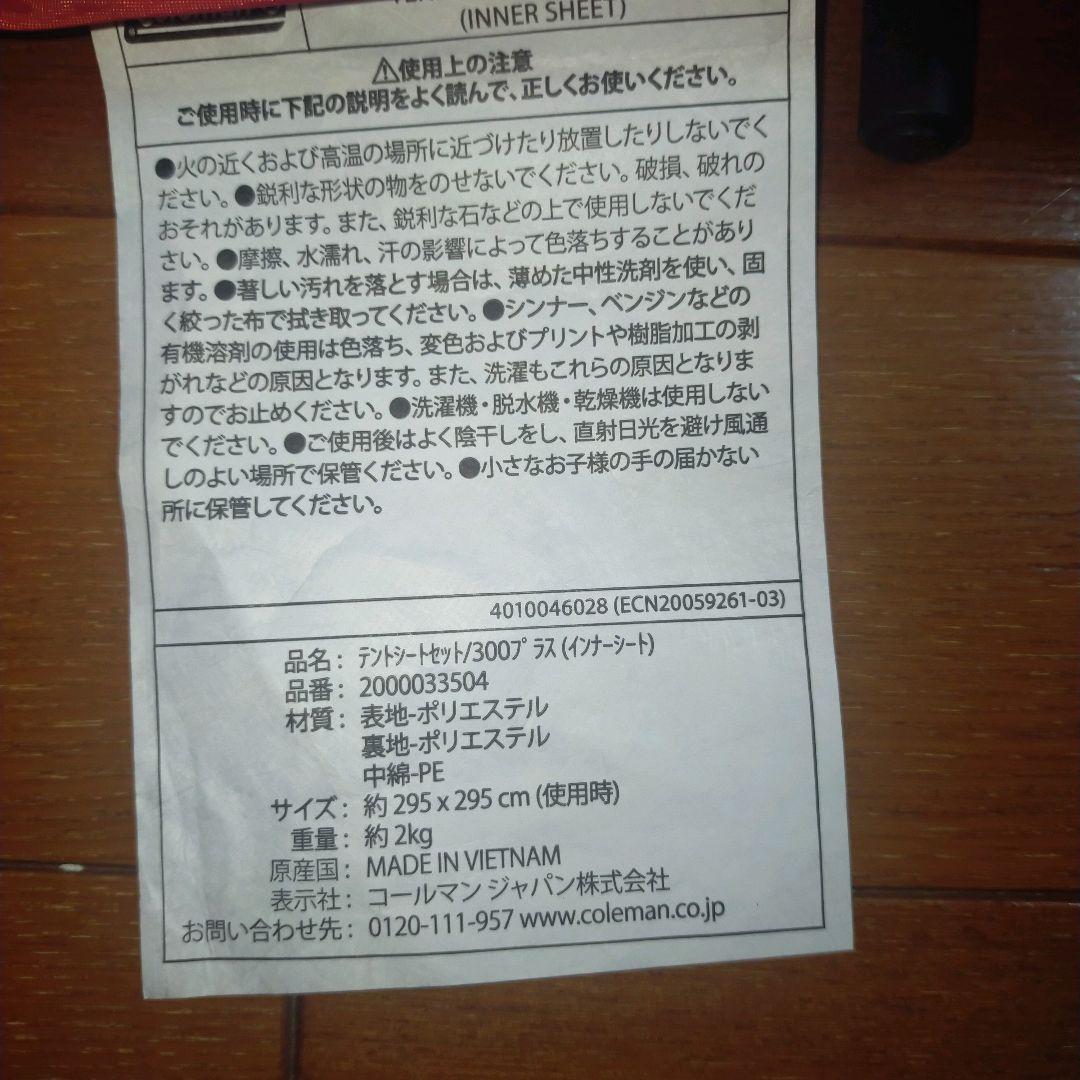 (INNER SHEET)
⚠使用上の注意
ご使用時に下記の説明をよく読んで、正しくお使いください。
●火の近くおよび高温の場所に近づけたり放置したりしないでく
ださい。●鋭利な形状の物をのせないでください。破損、破れの
おそれがあります。また、鋭利な石などの上で使用しないでくだ
さい。●摩擦、水濡れ、汗の影響によって色落ちすることがあり
ます。●著しい汚れを落とす場合は、薄めた中性洗剤を使い、固
く絞った布で拭き取ってください。●シンナー、ベンジンなどの
有機溶剤の使用は色落ち、変色およびプリントや樹脂加工の剥
がれなどの原因となります。また、洗濯もこれらの原因となりま
すのでお止めください。●洗濯機・脱水機・乾燥機は使用しない
でください。●ご使用後はよく陰干しをし、直射日光を避け風通
しのよい場所で保管ください。●小さなお子様の手の届かない
所に保管してください。
4010046028 (ECN20059261-03)
品名： テントシートセット/300プラス (インナーシート)
品番： 2000033504
材質： 表地-ポリエステル
裏地-ポリエステル
中綿-PE
サイズ： 約 295 x 295 cm (使用時)
重量： 約 2kg
原産国： MADE IN VIETNAM
表示社： コールマン ジャパン株式会社
お問い合わせ先： 0120-111-957 www.coleman.co.jp